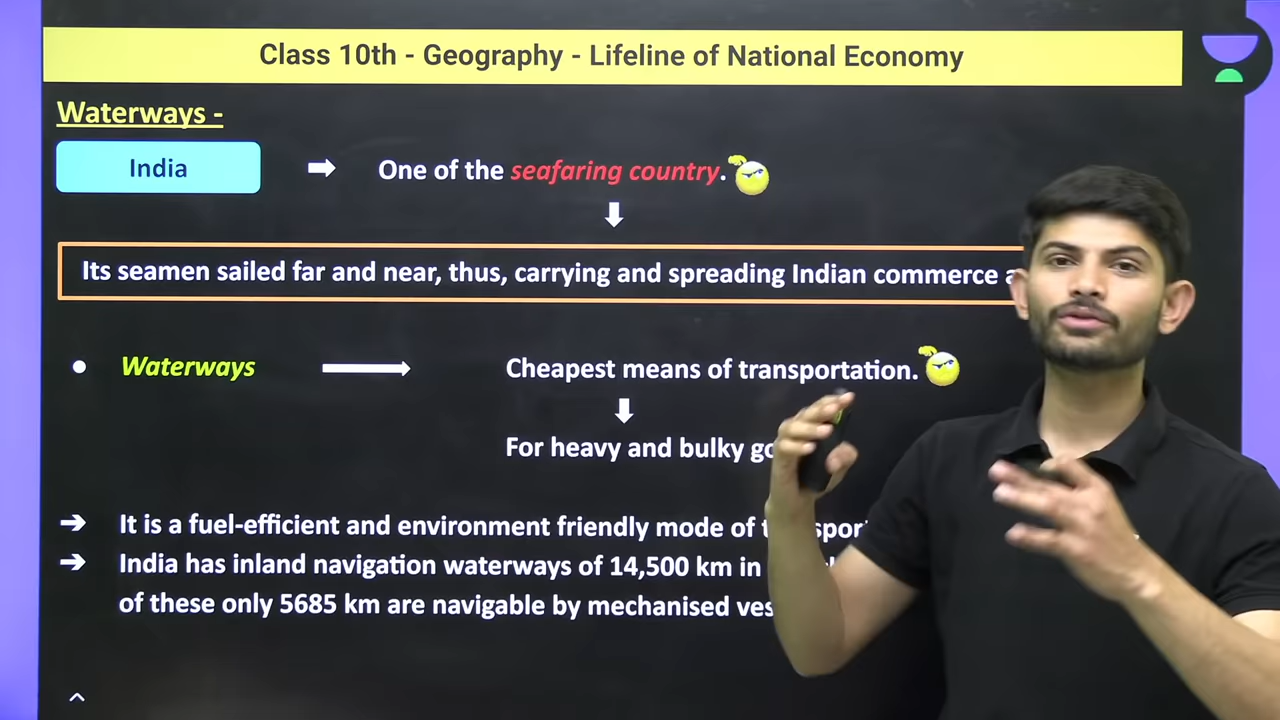 Class 10th - Geography - Lifeline of National Economy
Waterways -
India
One of the seafaring country.
Its seamen sailed far and near, thus, carrying and spreading Indian commerce
Waterways
Cheapest means of transportation.
For heavy and bulky
It is a fuel-efficient and environment friendly mode of
India has inland navigation waterways of 14,500 km in
of these only 5685 km are navigable by mechanised